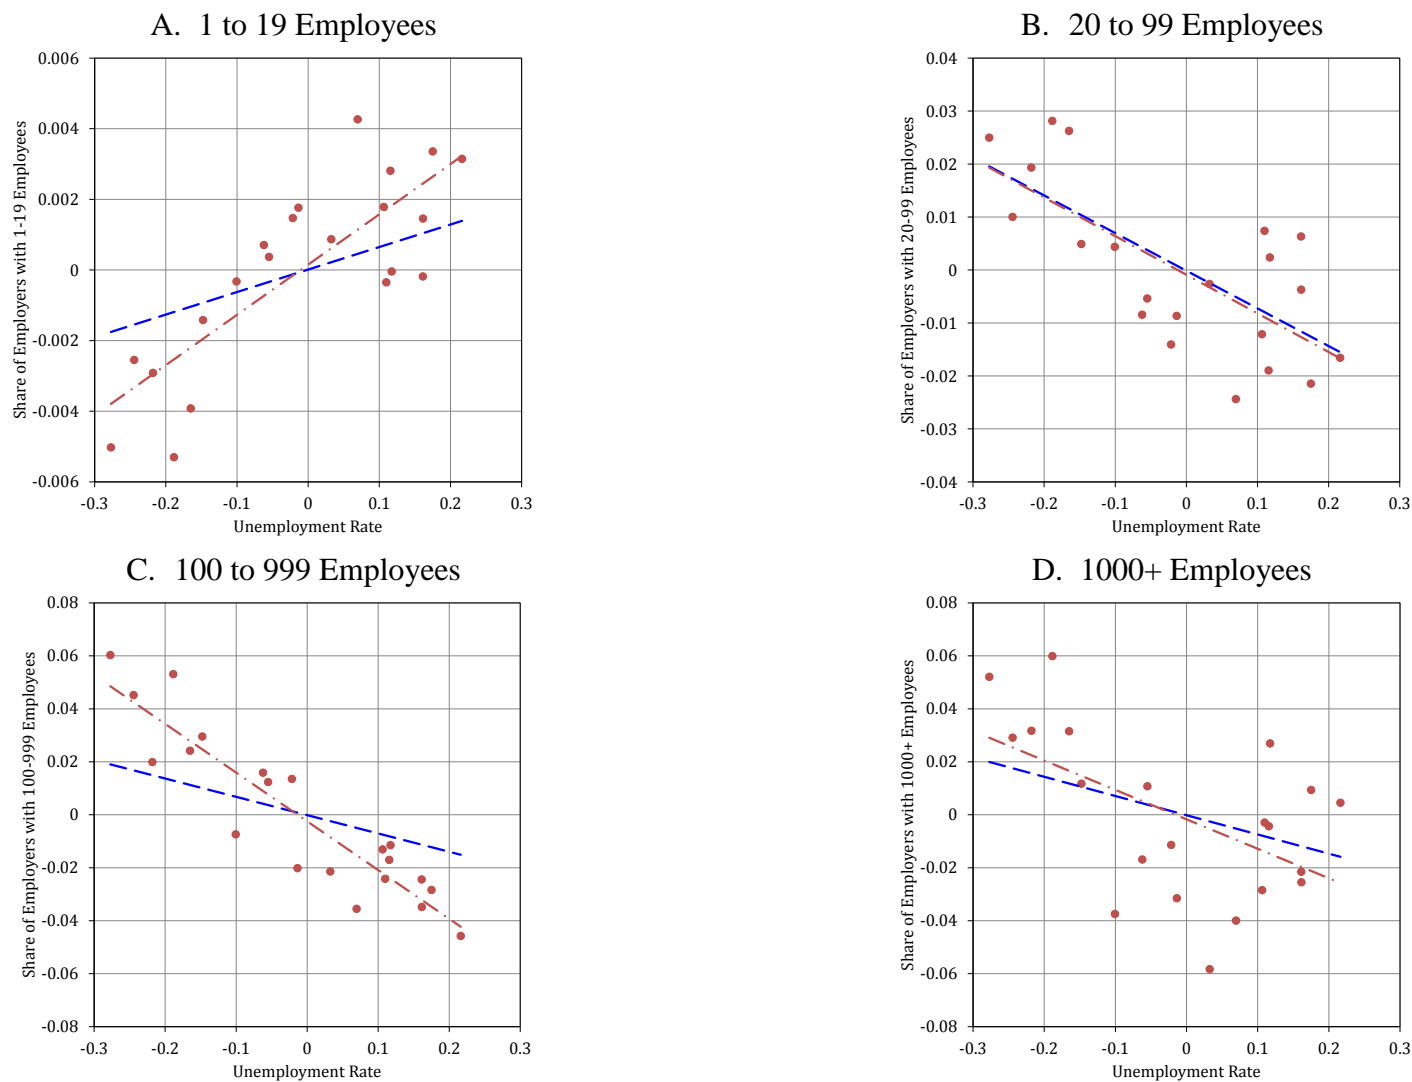 A. 1 to 19 Employees
0.006
0.004
0.002
0
-0.002
-0.004
-0.006
Share of Employers with 1-19 Employees
-0.3 -0.2 -0.1 0 0.1 0.2 0.3
Unemployment Rate
B. 20 to 99 Employees
0.04
0.03
0.02
0.01
0
-0.01
-0.02
-0.03
-0.04
Share of Employers with 20-99 Employees
-0.3 -0.2 -0.1 0 0.1 0.2 0.3
Unemployment Rate
C. 100 to 999 Employees
0.08
0.06
0.04
0.02
0
-0.02
-0.04
-0.06
-0.08
Share of Employers with 100-999 Employees
-0.3 -0.2 -0.1 0 0.1 0.2 0.3
Unemployment Rate
D. 1000+ Employees
0.08
0.06
0.04
0.02
0
-0.02
-0.04
-0.06
-0.08
Share of Employers with 1000+ Employees
-0.3 -0.2 -0.1 0 0.1 0.2 0.3
Unemployment Rate